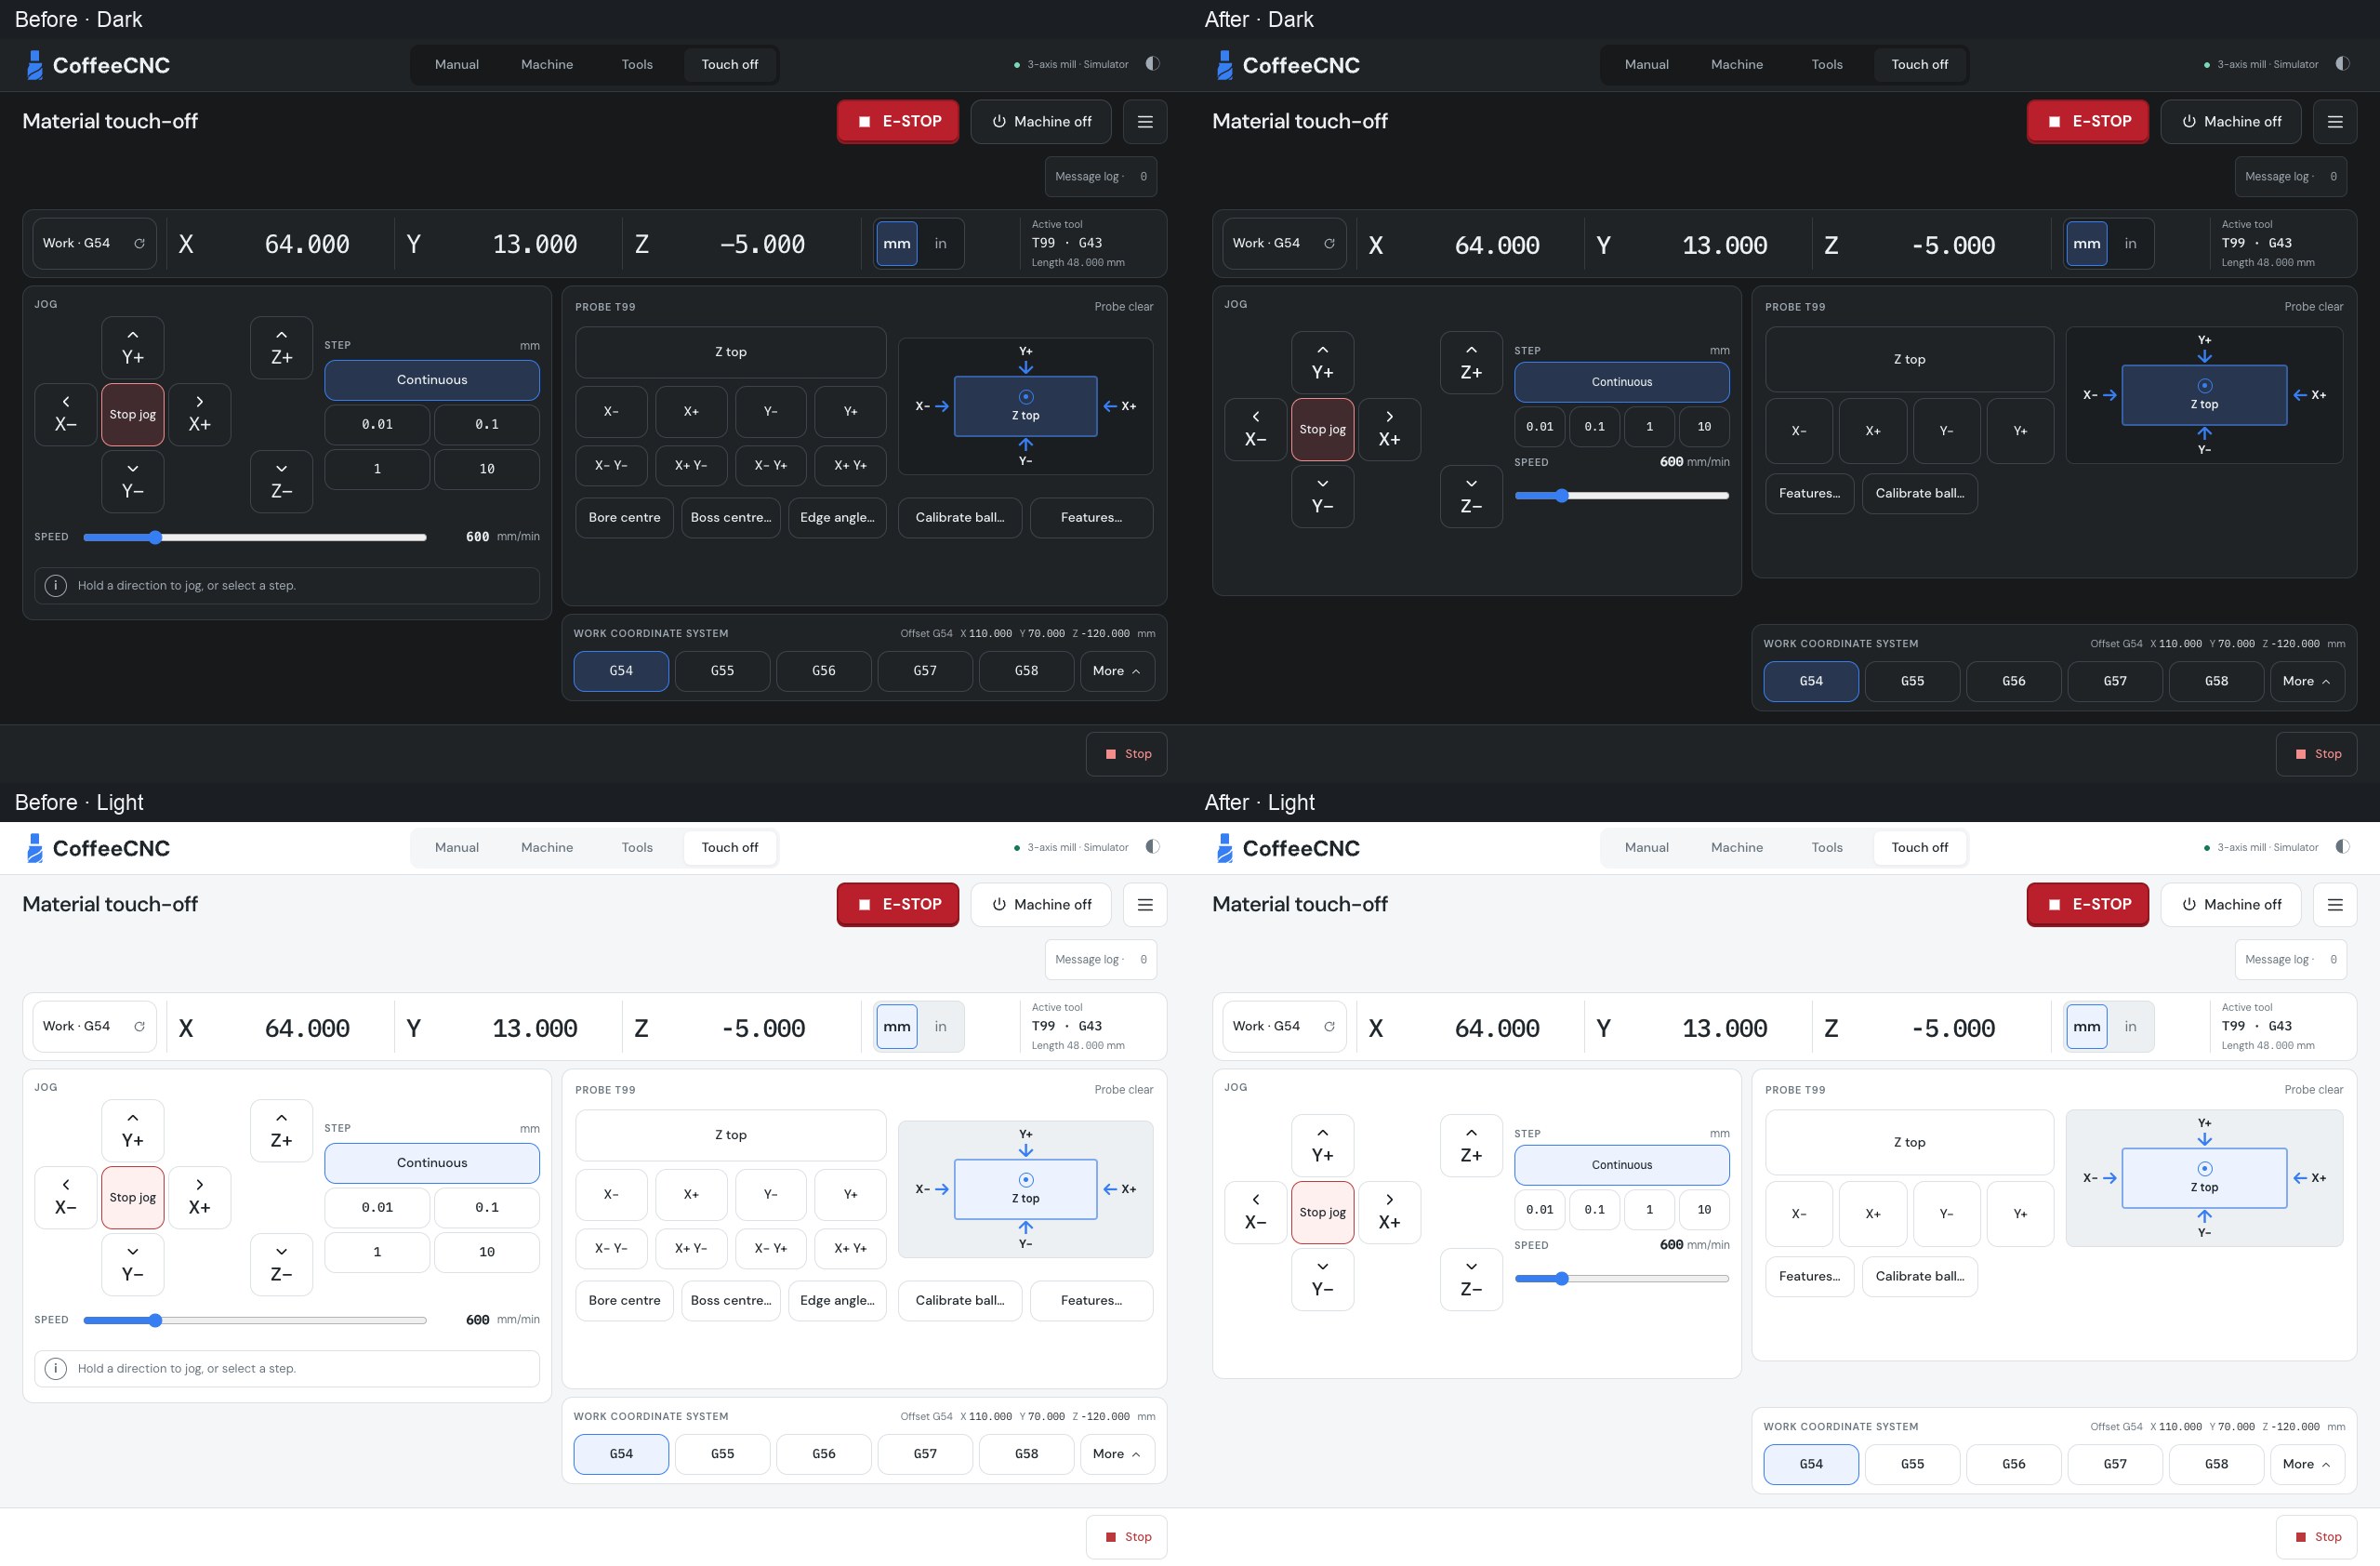 Before · Dark
CoffeeCNC
Manual Machine Tools Touch off
3-axis mill · Simulator
Material touch-off
E-STOP Machine off
Message log · 0
Work · G54 X 64.000 Y 13.000 Z −5.000 mm in
Active tool
T99 · G43
Length 48.000 mm
JOG
Y+
X− Stop jog X+
Y−
Z+
Z−
STEP mm
Continuous
0.01 0.1
1 10
SPEED 600 mm/min
i Hold a direction to jog, or select a step.
PROBE T99 Probe clear
Z top
X- X+ Y- Y+
X- Y- X+ Y- X- Y+ X+ Y+
Bore centre Boss centre… Edge angle… Calibrate ball… Features…
Y+
X- Z top X+
Y-
WORK COORDINATE SYSTEM Offset G54 X 110.000 Y 70.000 Z -120.000 mm
G54 G55 G56 G57 G58 More
Stop
After · Dark
CoffeeCNC
Manual Machine Tools Touch off
3-axis mill · Simulator
Material touch-off
E-STOP Machine off
Message log · 0
Work · G54 X 64.000 Y 13.000 Z -5.000 mm in
Active tool
T99 · G43
Length 48.000 mm
JOG
Y+
X− Stop jog X+
Y−
Z+
Z−
STEP mm
Continuous
0.01 0.1 1 10
SPEED 600 mm/min
PROBE T99 Probe clear
Z top
X- X+ Y- Y+
Features… Calibrate ball…
Y+
X- Z top X+
Y-
WORK COORDINATE SYSTEM Offset G54 X 110.000 Y 70.000 Z -120.000 mm
G54 G55 G56 G57 G58 More
Stop
Before · Light
CoffeeCNC
Manual Machine Tools Touch off
3-axis mill · Simulator
Material touch-off
E-STOP Machine off
Message log · 0
Work · G54 X 64.000 Y 13.000 Z -5.000 mm in
Active tool
T99 · G43
Length 48.000 mm
JOG
Y+
X− Stop jog X+
Y−
Z+
Z−
STEP mm
Continuous
0.01 0.1
1 10
SPEED 600 mm/min
i Hold a direction to jog, or select a step.
PROBE T99 Probe clear
Z top
X- X+ Y- Y+
X- Y- X+ Y- X- Y+ X+ Y+
Bore centre Boss centre… Edge angle… Calibrate ball… Features…
Y+
X- Z top X+
Y-
WORK COORDINATE SYSTEM Offset G54 X 110.000 Y 70.000 Z -120.000 mm
G54 G55 G56 G57 G58 More
Stop
After · Light
CoffeeCNC
Manual Machine Tools Touch off
3-axis mill · Simulator
Material touch-off
E-STOP Machine off
Message log · 0
Work · G54 X 64.000 Y 13.000 Z -5.000 mm in
Active tool
T99 · G43
Length 48.000 mm
JOG
Y+
X− Stop jog X+
Y−
Z+
Z−
STEP mm
Continuous
0.01 0.1 1 10
SPEED 600 mm/min
PROBE T99 Probe clear
Z top
X- X+ Y- Y+
Features… Calibrate ball…
Y+
X- Z top X+
Y-
WORK COORDINATE SYSTEM Offset G54 X 110.000 Y 70.000 Z -120.000 mm
G54 G55 G56 G57 G58 More
Stop